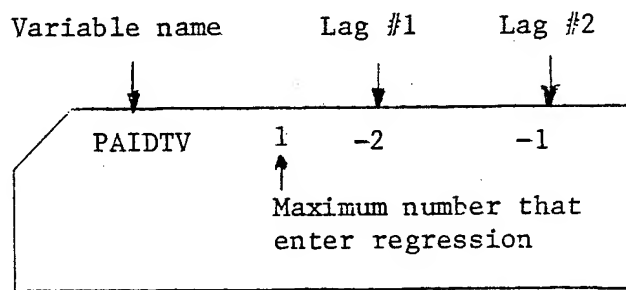 Variable name Lag #1 Lag #2
PAIDTV 1 -2 -1
Maximum number that
enter regression